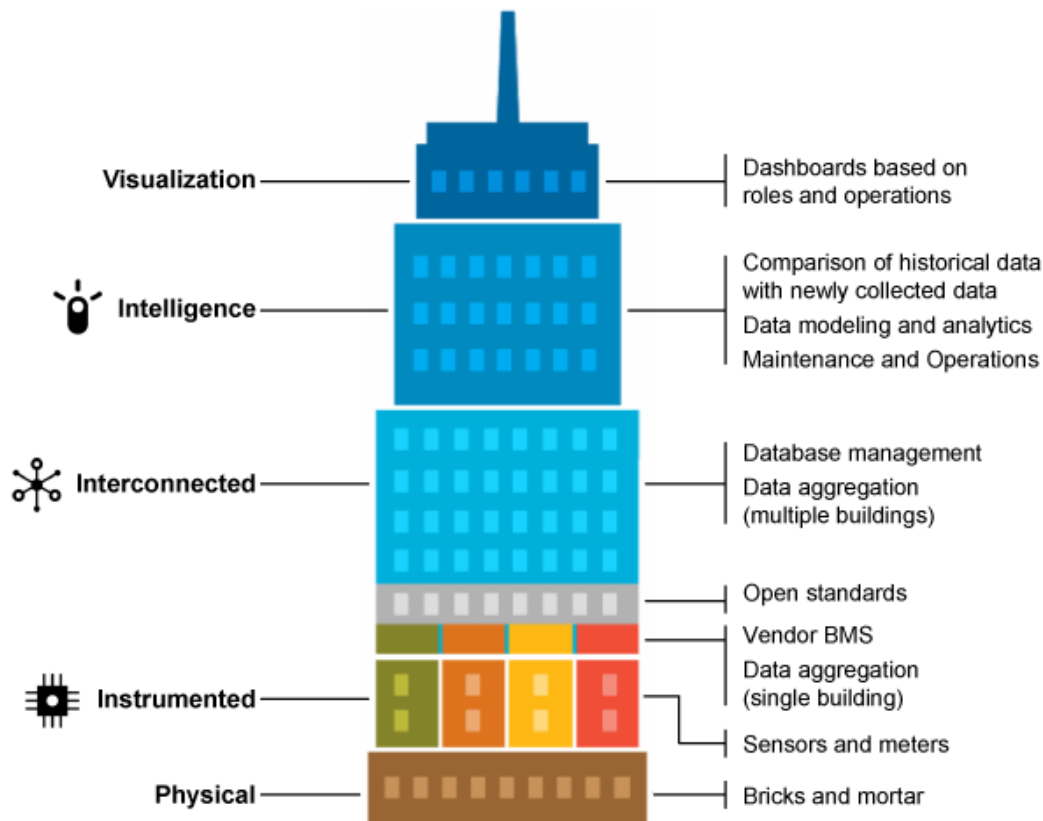 Visualization
Dashboards based on
roles and operations
Intelligence
Comparison of historical data
with newly collected data
Data modeling and analytics
Maintenance and Operations
Interconnected
Database management
Data aggregation
(multiple buildings)
Open standards
Vendor BMS
Data aggregation
(single building)
Instrumented
Sensors and meters
Physical
Bricks and mortar